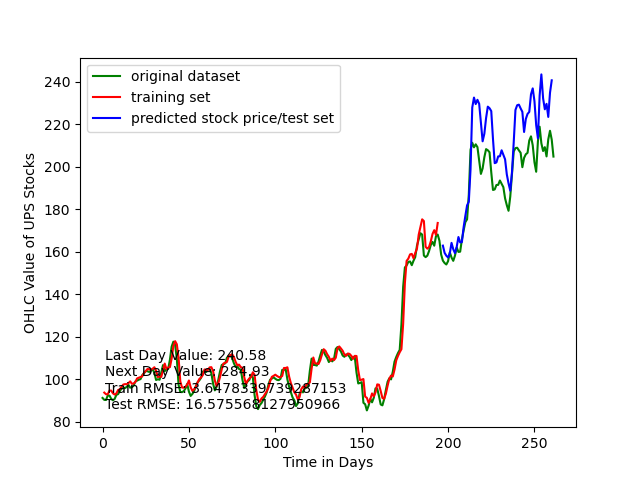 original dataset
training set
predicted stock price/test set
OHLC Value of UPS Stocks
240
220
200
180
160
140
120
100
80
Last Day Value: 240.58
Next Day Value: 284.93
Train RMSE: 3.6478339739287153
Test RMSE: 16.575568127950966
0
50
100
150
200
250
Time in Days